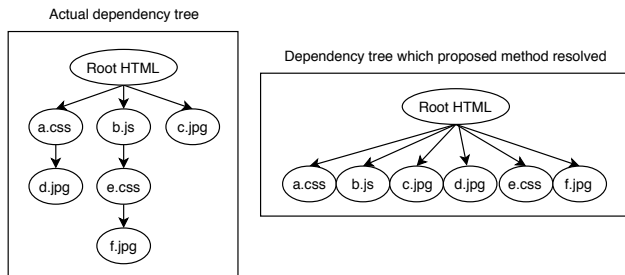 Actual dependency tree
Root HTML
a.css b.js c.jpg
d.jpg e.css
f.jpg
Dependency tree which proposed method resolved
Root HTML
a.css b.js c.jpg d.jpg e.css f.jpg